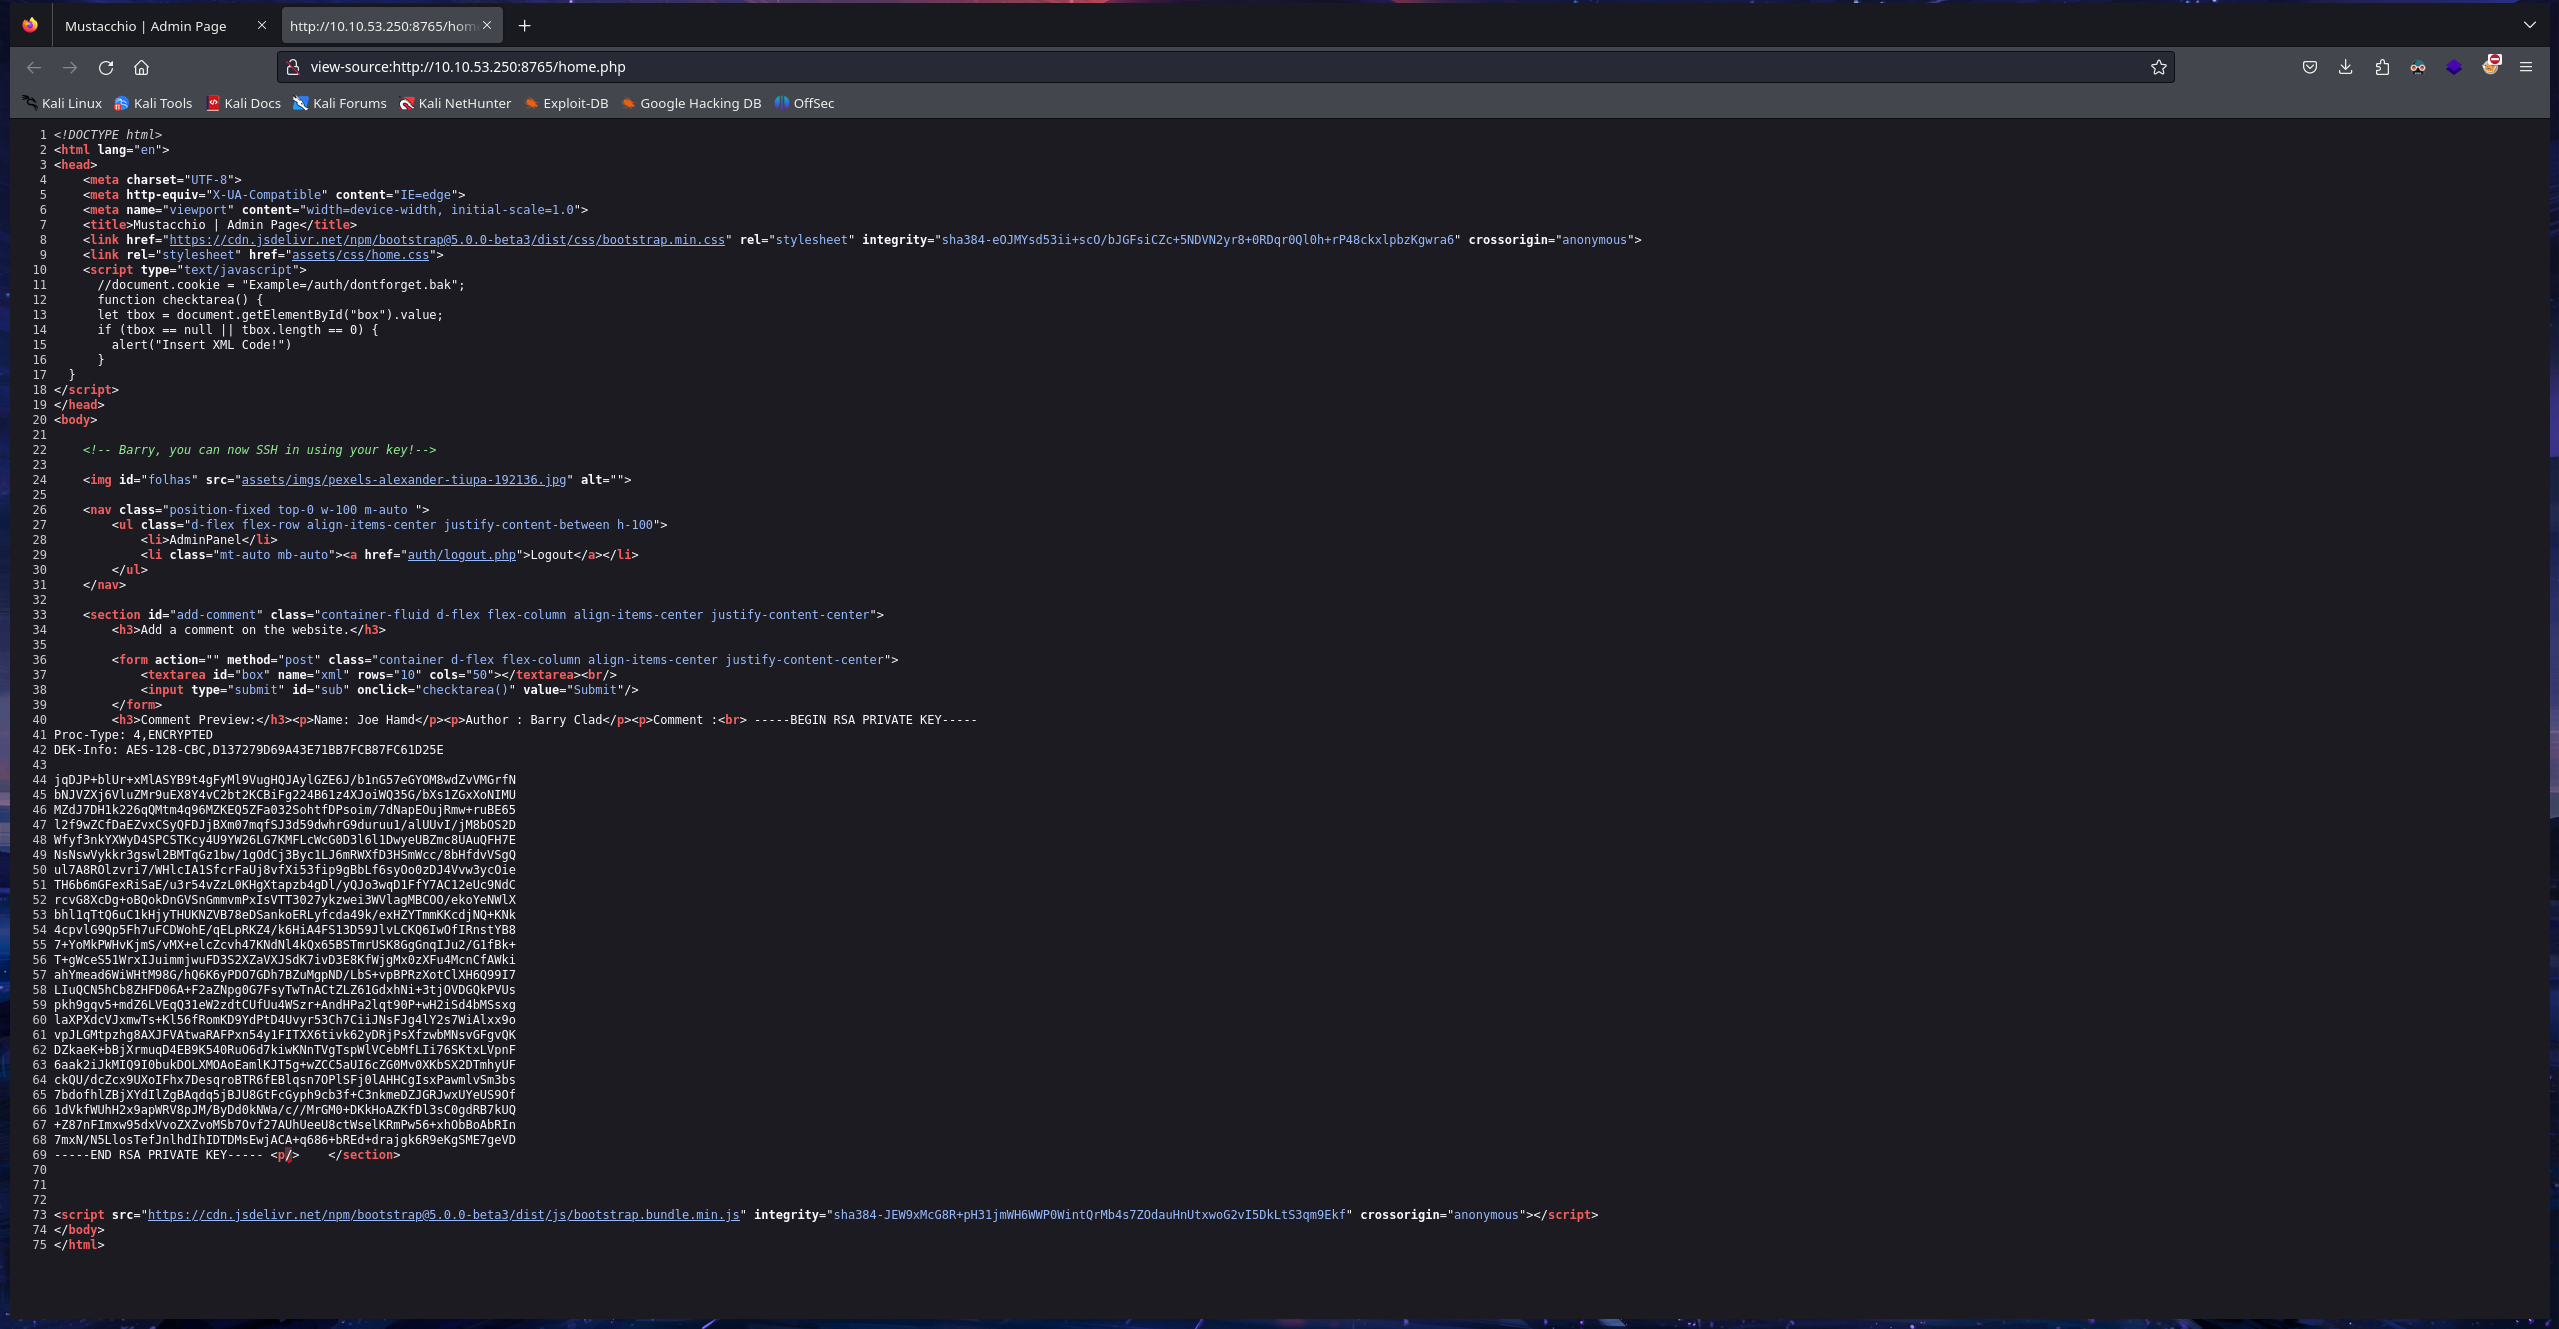 Mustacchio | Admin Page
http://10.10.53.250:8765/hom
view-source:http://10.10.53.250:8765/home.php
Kali Linux Kali Tools Kali Docs Kali Forums Kali NetHunter Exploit-DB Google Hacking DB OffSec
1 <!DOCTYPE html>
2 <html lang="en">
3 <head>
4     <meta charset="UTF-8">
5     <meta http-equiv="X-UA-Compatible" content="IE=edge">
6     <meta name="viewport" content="width=device-width, initial-scale=1.0">
7     <title>Mustacchio | Admin Page</title>
8     <link href="https://cdn.jsdelivr.net/npm/bootstrap@5.0.0-beta3/dist/css/bootstrap.min.css" rel="stylesheet" integrity="sha384-eOJMYsd53ii+scO/bJGFsiCZc+5NDVN2yr8+0RDqr0Ql0h+rP48ckxlpbzKgwra6" crossorigin="anonymous">
9     <link rel="stylesheet" href="assets/css/home.css">
10     <script type="text/javascript">
11       //document.cookie = "Example=/auth/dontforget.bak";
12       function checktarea() {
13       let tbox = document.getElementById("box").value;
14       if (tbox == null || tbox.length == 0) {
15         alert("Insert XML Code!")
16       }
17   }
18 </script>
19 </head>
20 <body>
21
22     <!-- Barry, you can now SSH in using your key!-->
23
24     <img id="folhas" src="assets/imgs/pexels-alexander-tiupa-192136.jpg" alt="">
25
26     <nav class="position-fixed top-0 w-100 m-auto ">
27         <ul class="d-flex flex-row align-items-center justify-content-between h-100">
28             <li>AdminPanel</li>
29             <li class="mt-auto mb-auto"><a href="auth/logout.php">Logout</a></li>
30         </ul>
31     </nav>
32
33     <section id="add-comment" class="container-fluid d-flex flex-column align-items-center justify-content-center">
34         <h3>Add a comment on the website.</h3>
35
36         <form action="" method="post" class="container d-flex flex-column align-items-center justify-content-center">
37             <textarea id="box" name="xml" rows="10" cols="50"></textarea><br/>
38             <input type="submit" id="sub" onclick="checktarea()" value="Submit"/>
39         </form>
40         <h3>Comment Preview:</h3><p>Name: Joe Hamd</p><p>Author : Barry Clad</p><p>Comment :<br> -----BEGIN RSA PRIVATE KEY-----
41 Proc-Type: 4,ENCRYPTED
42 DEK-Info: AES-128-CBC,D137279D69A43E71BB7FCB87FC61D25E
43
44 jqDJP+blUr+xMlASYB9t4gFyMl9VugHQJAylGZE6J/b1nG57eGYOM8wdZvVMGrfN
45 bNJVZXj6VluZMr9uEX8Y4vC2bt2KCBiFg224B61z4XJoiWQ35G/bXs1ZGxXoNIMU
46 MZdJ7DH1k226qQMtm4q96MZKEQ5ZFa032SohtfDPsoim/7dNapEOujRmw+ruBE65
47 l2f9wZCfDaEZvxCSyQFDJjBXm07mqfSJ3d59dwhrG9duruu1/alUUvI/jM8bOS2D
48 Wfyf3nkYXWyD4SPCSTKcy4U9YW26LG7KMFLcWcG0D3l6l1DwyeUBZmc8UAuQFH7E
49 NsNswVykkr3gswl2BMTqGz1bw/1gOdCj3Byc1LJ6mRWXfD3HSmWcc/8bHfdvVSgQ
50 ul7A8ROlzvri7/WHlcIA1SfcrFaUj8vfXi53fip9gBbLf6syOo0zDJ4Vvw3ycOie
51 TH6b6mGFexRiSaE/u3r54vZzL0KHgXtapzb4gDl/yQJo3wqD1FfY7AC12eUc9NdC
52 rcvG8XcDg+oBQokDnGVSnGmmvmPxIsVTT3027ykzwei3WVlagMBCOO/ekoYeNWlX
53 bhl1qTtQ6uC1kHjyTHUKNZVB78eDSankoERLyfcda49k/exHZYTmmKKcdjNQ+KNk
54 4cpvlG9Qp5Fh7uFCDWohE/qELpRKZ4/k6HiA4FS13D59JlvLCKQ6IwOfIRnstYB8
55 7+YoMkPWHvKjmS/vMX+elcZcvh47KNdNl4kQx65BSTmrUSK8GgGnqIJu2/G1fBk+
56 T+gWceS51WrxIJuimmjwuFD3S2XZaVXJSdK7ivD3E8KfWjgMx0zXFu4McnCfAWki
57 ahYmead6WiWHtM98G/hQ6K6yPDO7GDh7BZuMgpND/LbS+vpBPRzXotClXH6Q99I7
58 LIuQCN5hCb8ZHFD06A+F2aZNpg0G7FsyTwTnACtZLZ61GdxhNi+3tjOVDGQkPVUs
59 pkh9gqv5+mdZ6LVEqQ31eW2zdtCUfUu4WSzr+AndHPa2lqt90P+wH2iSd4bMSsxg
60 laXPXdcVJxmwTs+Kl56fRomKD9YdPtD4Uvyr53Ch7CiiJNsFJg4lY2s7WiAlxx9o
61 vpJLGMtpzhg8AXJFVAtwaRAFPxn54y1FITXX6tivk62yDRjPsXfzwbMNsvGFgvQK
62 DZkaeK+bBjXrmuqD4EB9K540RuO6d7kiwKNnTVgTspWlVCebMfLIi76SKtxLVpnF
63 6aak2iJkMIQ9I0bukDOLXMOAoEamlKJT5g+wZCC5aUI6cZG0Mv0XKbSX2DTmhyUF
64 ckQU/dcZcx9UXoIFhx7DesqroBTR6fEBlqsn7OPlSFj0lAHHCgIsxPawmlvSm3bs
65 7bdofhlZBjXYdIlZgBAqdq5jBJU8GtFcGyph9cb3f+C3nkmeDZJGRJwxUYeUS9Of
66 1dVkfWUhH2x9apWRV8pJM/ByDd0kNWa/c//MrGM0+DKkHoAZKfDl3sC0gdRB7kUQ
67 +Z87nFImxw95dxVvoZXZvoMSb7Ovf27AUhUeeU8ctWselKRmPw56+xhObBoAbRIn
68 7mxN/N5LlosTefJnlhdIhIDTDMsEwjACA+q686+bREd+drajgk6R9eKgSME7geVD
69 -----END RSA PRIVATE KEY----- <p/>    </section>
70
71
72
73 <script src="https://cdn.jsdelivr.net/npm/bootstrap@5.0.0-beta3/dist/js/bootstrap.bundle.min.js" integrity="sha384-JEW9xMcG8R+pH31jmWH6WWP0WintQrMb4s7ZOdauHnUtxwoG2vI5DkLtS3qm9Ekf" crossorigin="anonymous"></script>
74 </body>
75 </html>